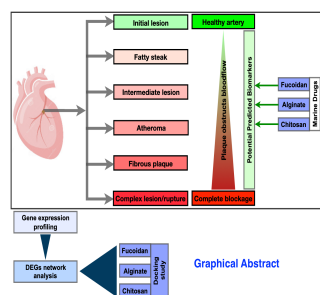 Initial lesion
Healthy artery
Fatty steak
Intermediate lesion
Atheroma
Fibrous plaque
Complex lesion/rupture
Complete blockage
Plaque obstructs bloodflow
Potential Predicted Biomarkers
Fucoidan
Alginate
Chitosan
Marine Drugs
Gene expression
profiling
DEGs network
analysis
Fucoidan
Alginate
Chitosan
Docking
study
Graphical Abstract